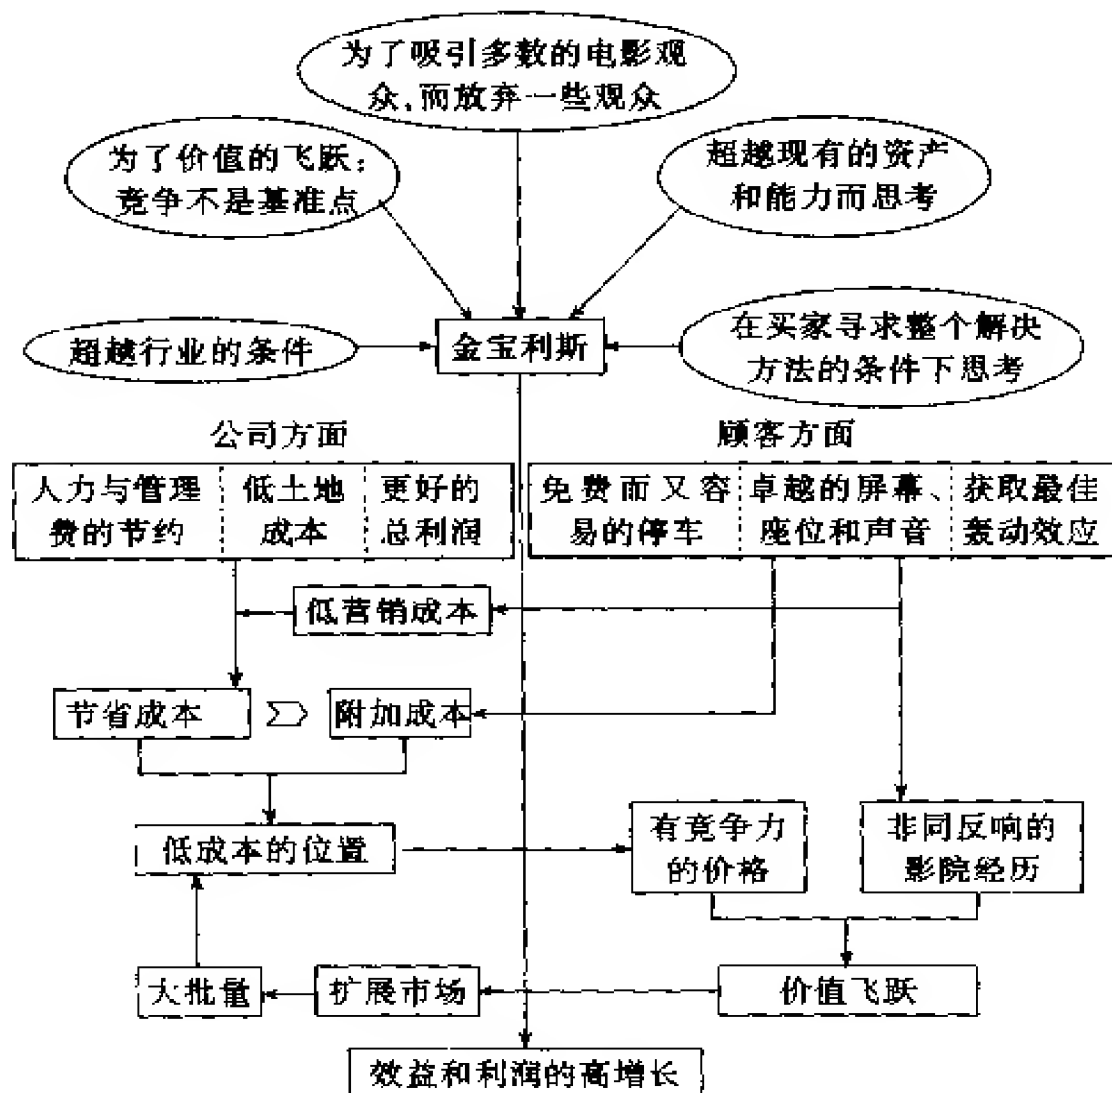 为了吸引多数的电影观
众,而放弃一些观众
为了价值的飞跃:
竞争不是基准点
超越现有的资产
和能力而思考
超越行业的条件
金宝利斯
在买家寻求整个解决
方法的条件下思考
公司方面
顾客方面
人力与管理
费的节约
低土地
成本
更好的
总利润
免费而又容
易的停车
卓越的屏幕、
座位和声音
获取最佳
轰动效应
低营销成本
节省成本
附加成本
低成本的位置
有竞争力
的价格
非同反响的
影院经历
大批量
扩展市场
价值飞跃
效益和利润的高增长